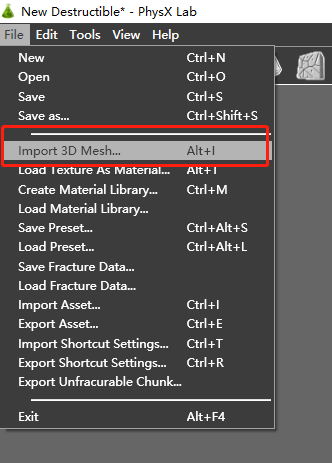 New Destructible* - PhysX Lab
File Edit Tools View Help
New Ctrl+N
Open Ctrl+O
Save Ctrl+S
Save as... Ctrl+Shift+S
Import 3D Mesh... Alt+I
Load Texture As Material... Alt+T
Create Material Library... Ctrl+M
Load Material Library...
Save Preset... Ctrl+Alt+S
Load Preset... Ctrl+Alt+L
Save Fracture Data...
Load Fracture Data...
Import Asset... Ctrl+I
Export Asset... Ctrl+E
Import Shortcut Settings... Ctrl+T
Export Shortcut Settings... Ctrl+R
Export Unfracurable Chunk...
Exit Alt+F4